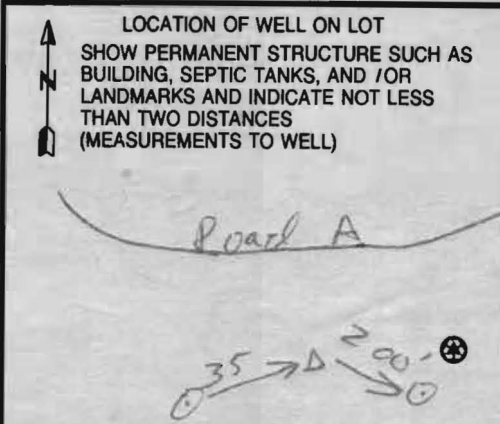 LOCATION OF WELL ON LOT
SHOW PERMANENT STRUCTURE SUCH AS
BUILDING, SEPTIC TANKS, AND /OR
LANDMARKS AND INDICATE NOT LESS
THAN TWO DISTANCES
(MEASUREMENTS TO WELL)
N
Road A
35
200'